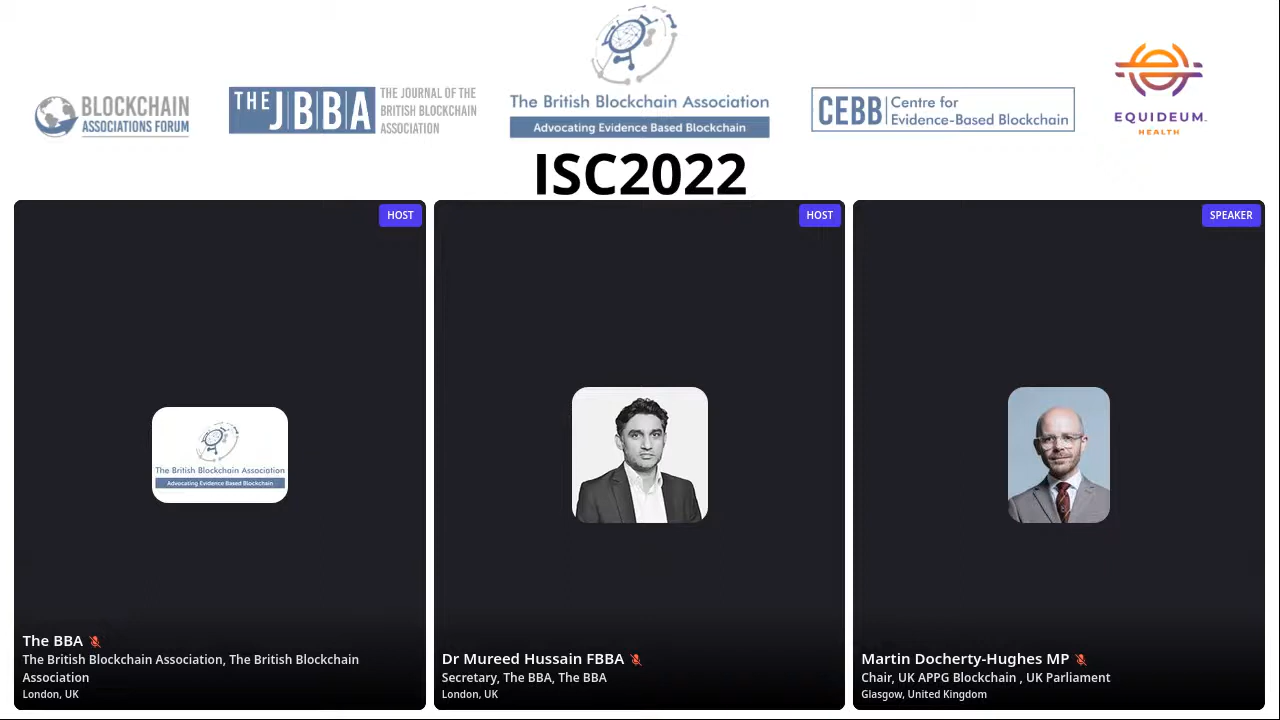 BLOCKCHAIN
ASSOCIATIONS FORUM
THE JBBA
THE JOURNAL OF THE
BRITISH BLOCKCHAIN
ASSOCIATION
The British Blockchain Association
Advocating Evidence Based Blockchain
CEBB
Centre for
Evidence-Based Blockchain
EQUIDEUM
HEALTH
ISC2022
HOST
HOST
SPEAKER
The British Blockchain Association
Advocating Evidence Based Blockchain
The BBA
The British Blockchain Association, The British Blockchain
Association
London, UK
Dr Mureed Hussain FBBA
Secretary, The BBA, The BBA
London, UK
Martin Docherty-Hughes MP
Chair, UK APPG Blockchain , UK Parliament
Glasgow, United Kingdom